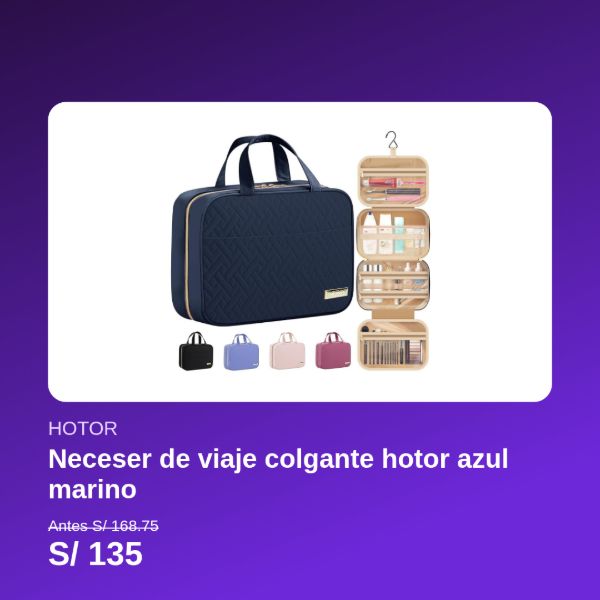 HOTOR
Neceser de viaje colgante hotor azul
marino
Antes S/ 168.75
S/ 135